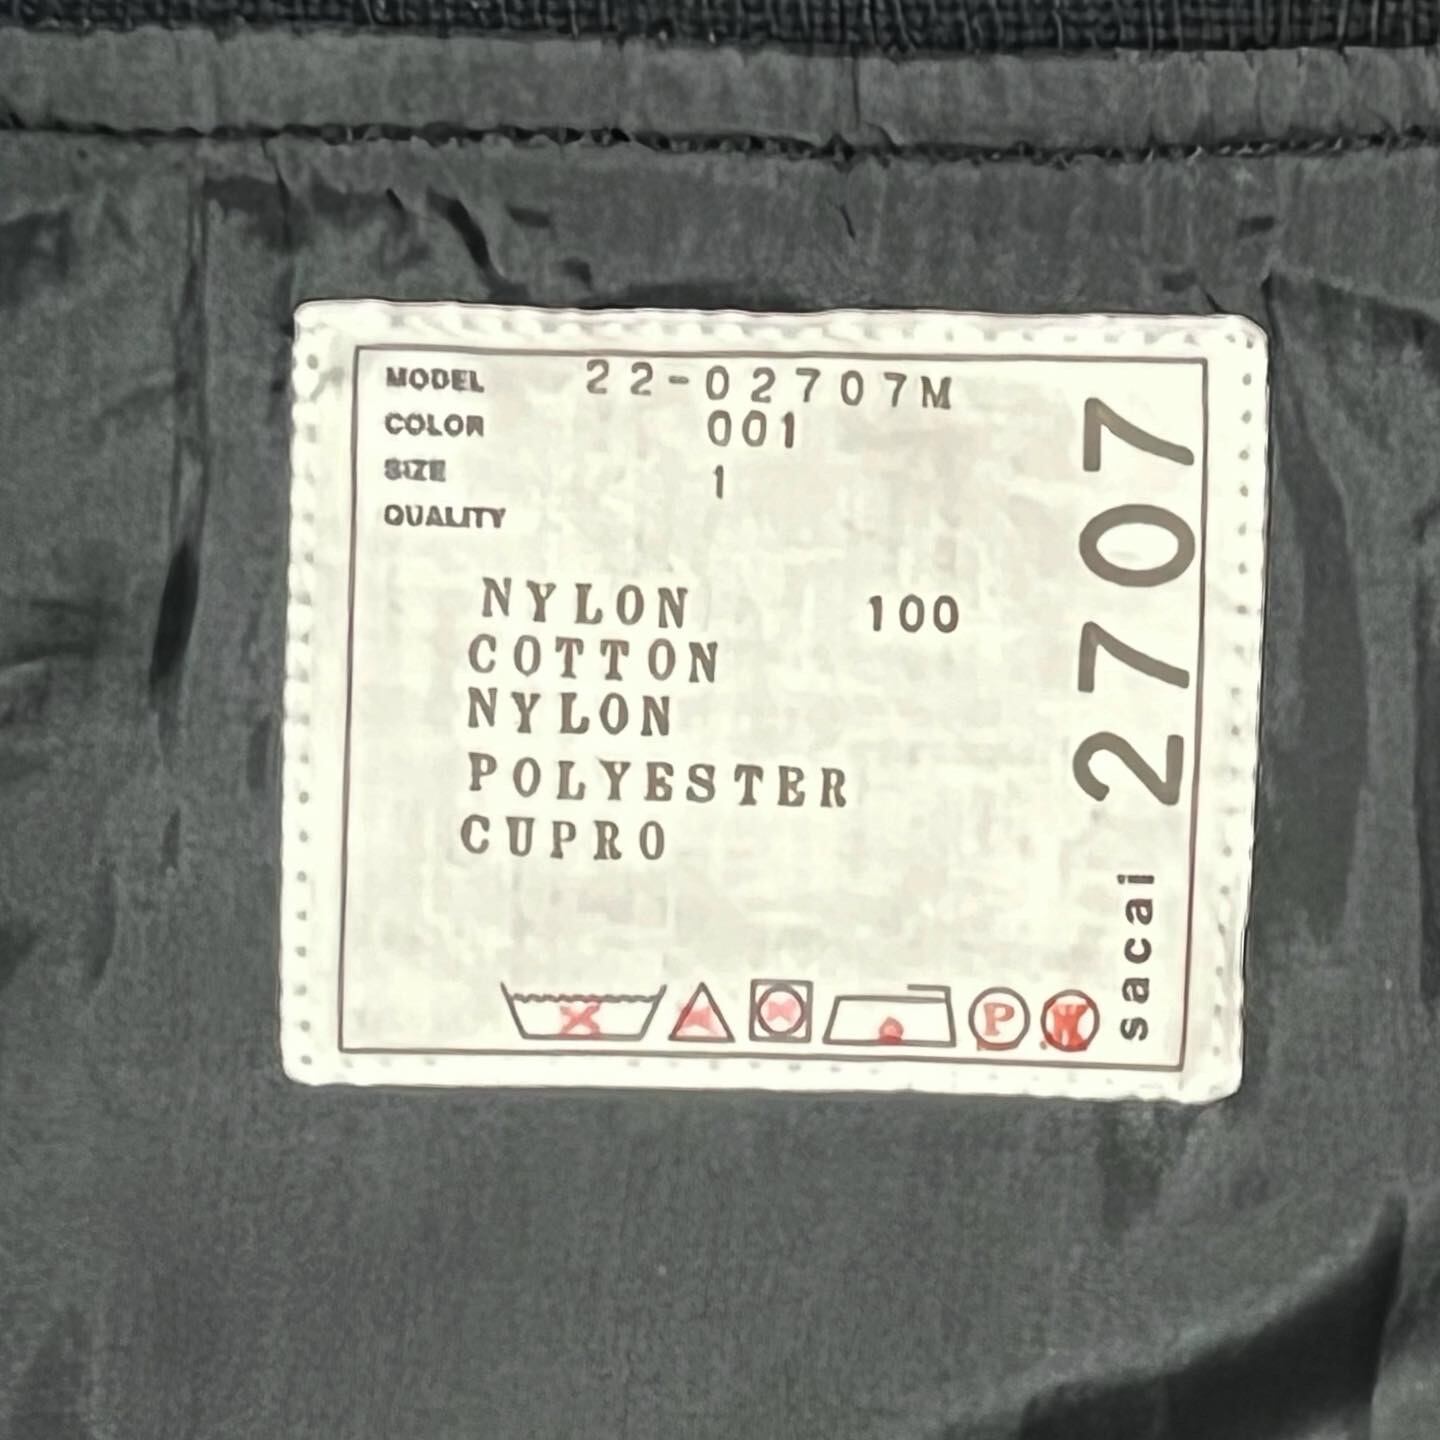 MODEL 22-02707M
COLOR 001
SIZE 1
QUALITY
NYLON 100
COTTON
NYLON
POLYESTER
CUPRO
P
W
sacai 2707